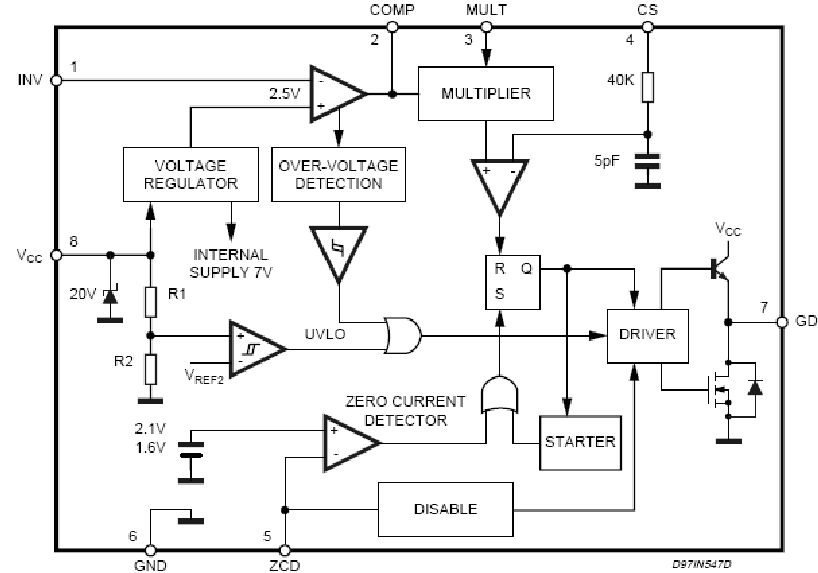 COMP MULT CS
2 3 4
INV 1
40K
2.5V
- +
MULTIPLIER
5pF
VOLTAGE
REGULATOR
OVER-VOLTAGE
DETECTION
+ -
8
VCC
INTERNAL
SUPPLY 7V
VCC
R Q
S
20V R1
7
GD
UVLO
DRIVER
R2
+
-
VREF2
ZERO CURRENT
DETECTOR
2.1V
1.6V
+
-
STARTER
DISABLE
6 5
GND ZCD
D97IN547D